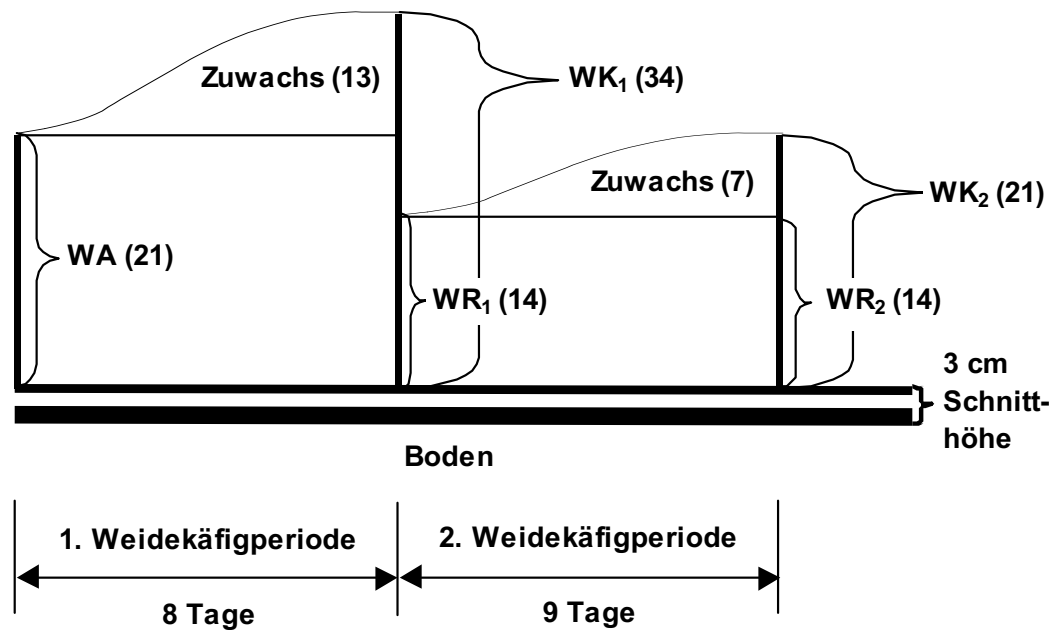 Zuwachs (13)
WK₁ (34)
Zuwachs (7)
WK₂ (21)
WA (21)
WR₁ (14)
WR₂ (14)
3 cm
Schnitt-
höhe
Boden
1. Weidekäfigperiode
2. Weidekäfigperiode
8 Tage
9 Tage